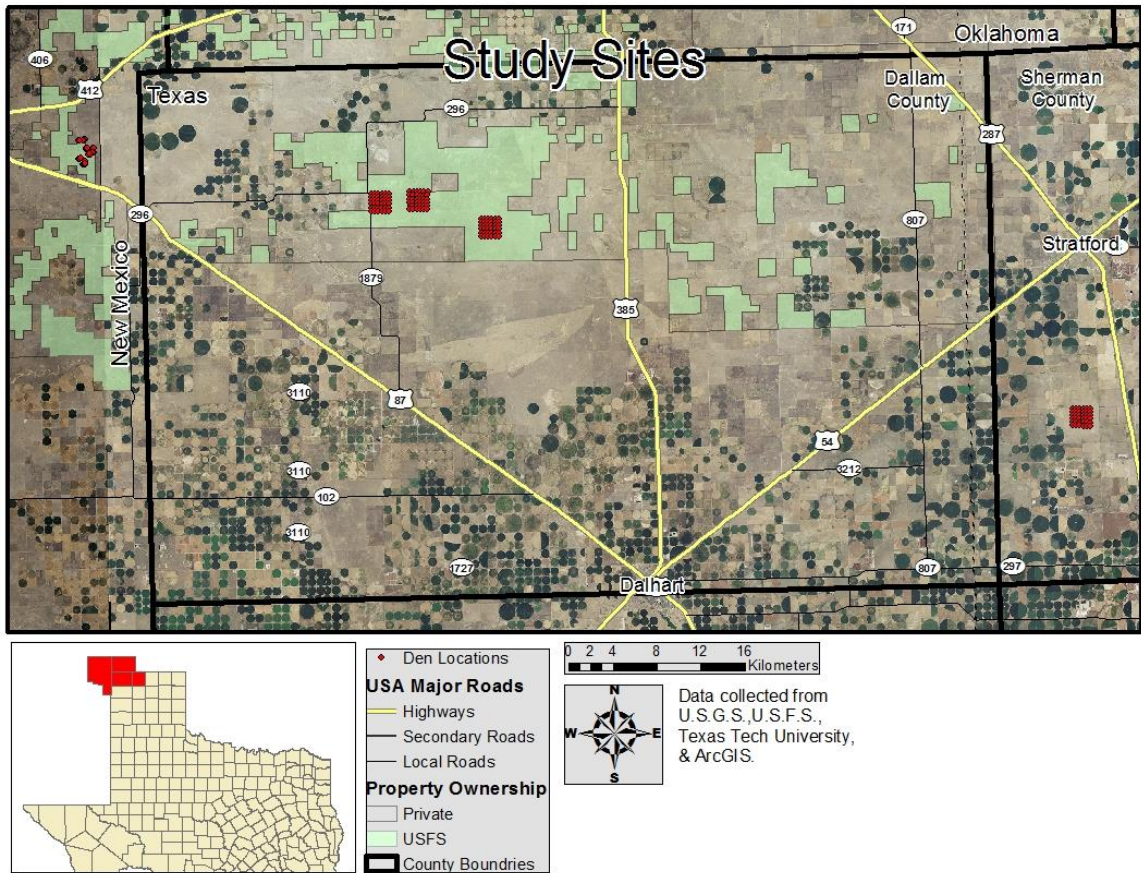 Study Sites
171
Oklahoma
406
412
Texas
296
Dallam
County
Sherman
County
287
296
807
Stratford
New Mexico
1879
385
3110
87
54
3110
3212
102
3110
1727
807
297
Dalhart
Den Locations
USA Major Roads
Highways
Secondary Roads
Local Roads
Property Ownership
Private
USFS
County Boundries
0 2 4 8 12 16
Kilometers
N
W E
S
Data collected from
U.S.G.S.,U.S.F.S.,
Texas Tech University,
& ArcGIS.